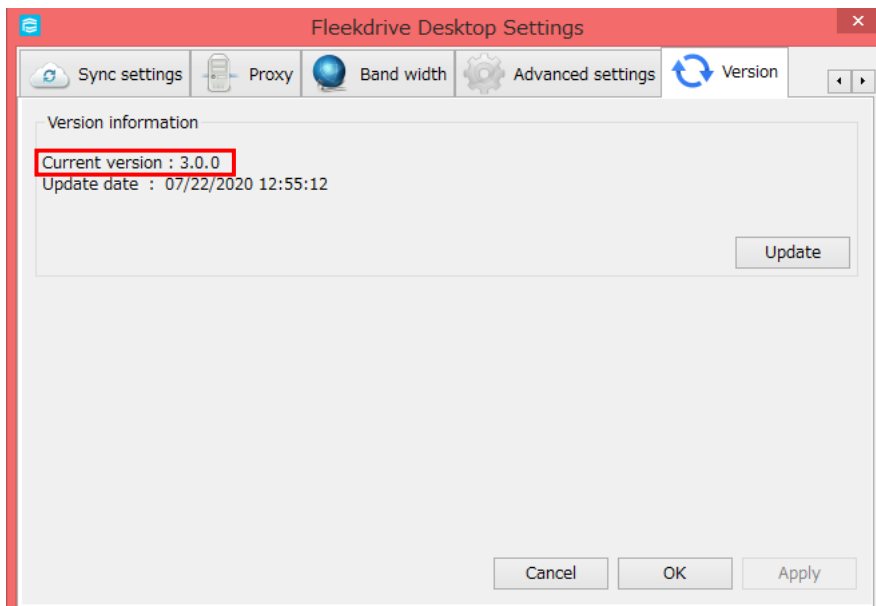 Fleekdrive Desktop Settings
Sync settings Proxy Band width Advanced settings Version
Version information
Current version : 3.0.0
Update date : 07/22/2020 12:55:12
Update
Cancel OK Apply